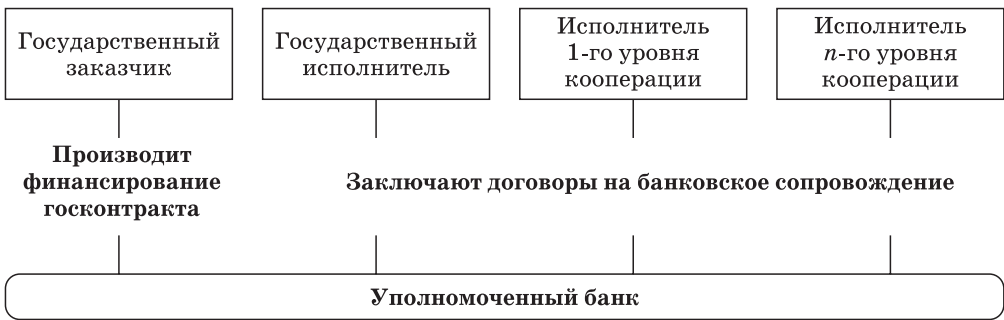 Государственный
заказчик
Государственный
исполнитель
Исполнитель
1-го уровня
кооперации
Исполнитель
n-го уровня
кооперации
Производит
финансирование
госконтракта
Заключают договоры на банковское сопровождение
Уполномоченный банк